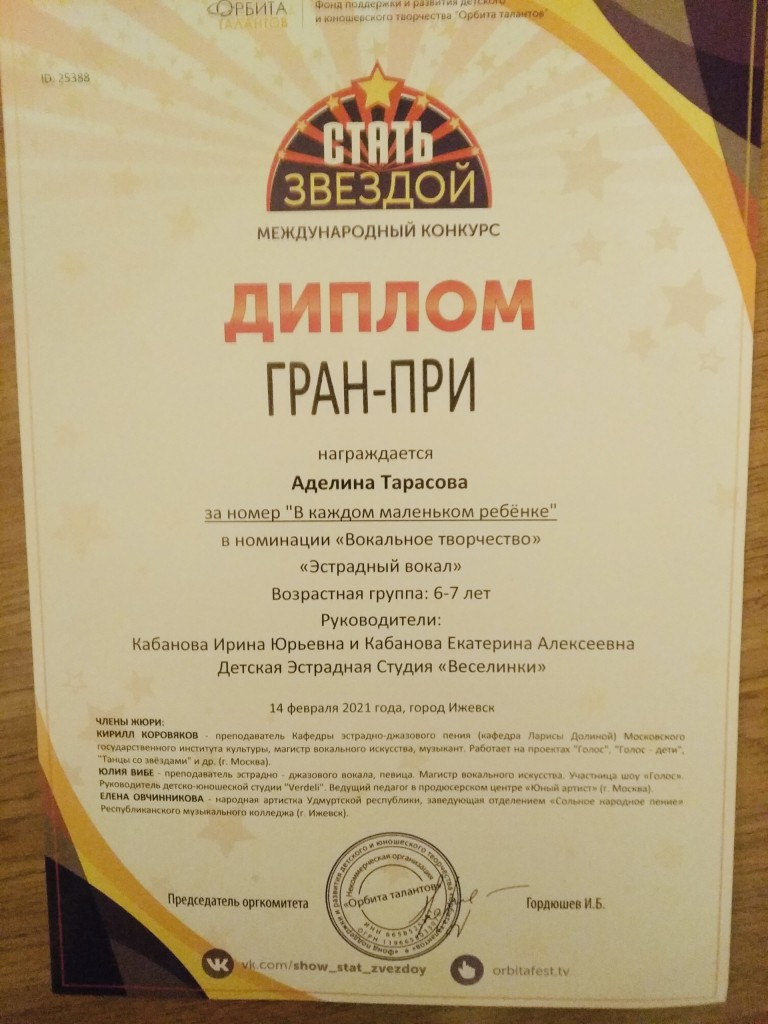 ОРБИТА
ТАЛАНТОВ
Фонд поддержки и развития детского
и юношевского творчества "Орбита талантов"
ID: 25388
СТАТЬ
ЗВЕЗДОЙ
МЕЖДУНАРОДНЫЙ КОНКУРС
ДИПЛОМ
ГРАН-ПРИ
награждается
Аделина Тарасова
за номер "В каждом маленьком ребёнке"
в номинации «Вокальное творчество»
«Эстрадный вокал»
Возрастная группа: 6-7 лет
Руководители:
Кабанова Ирина Юрьевна и Кабанова Екатерина Алексеевна
Детская Эстрадная Студия «Веселинки»
14 февраля 2021 года, город Ижевск
ЧЛЕНЫ ЖЮРИ:
КИРИЛЛ КОРОВЯКОВ - преподаватель Кафедры эстрадно-джазового пения (кафедра Ларисы Долиной) Московского
государственного института культуры, магистр вокального искусства, музыкант. Работает на проектах "Голос", "Голос - дети",
"Танцы со звёздами" и др. (г. Москва).
ЮЛИЯ ВИБЕ - преподаватель эстрадно - джазового вокала, певица. Магистр вокального искусства. Участница шоу «Голос».
Руководитель детско-юношеской студии "Verdeli". Ведущий педагог в продюсерском центре «Юный артист» (г. Москва).
ЕЛЕНА ОВЧИННИКОВА - народная артистка Удмуртской республики, заведующая отделением «Сольное народное пение»
Республиканского музыкального колледжа (г. Ижевск).
Председатель оргкомитета
Некоммерческая организация
«Орбита талантов»
Гордюшев И.Б.
vk.com/show_stat_zvezdoy
orbitafest.tv